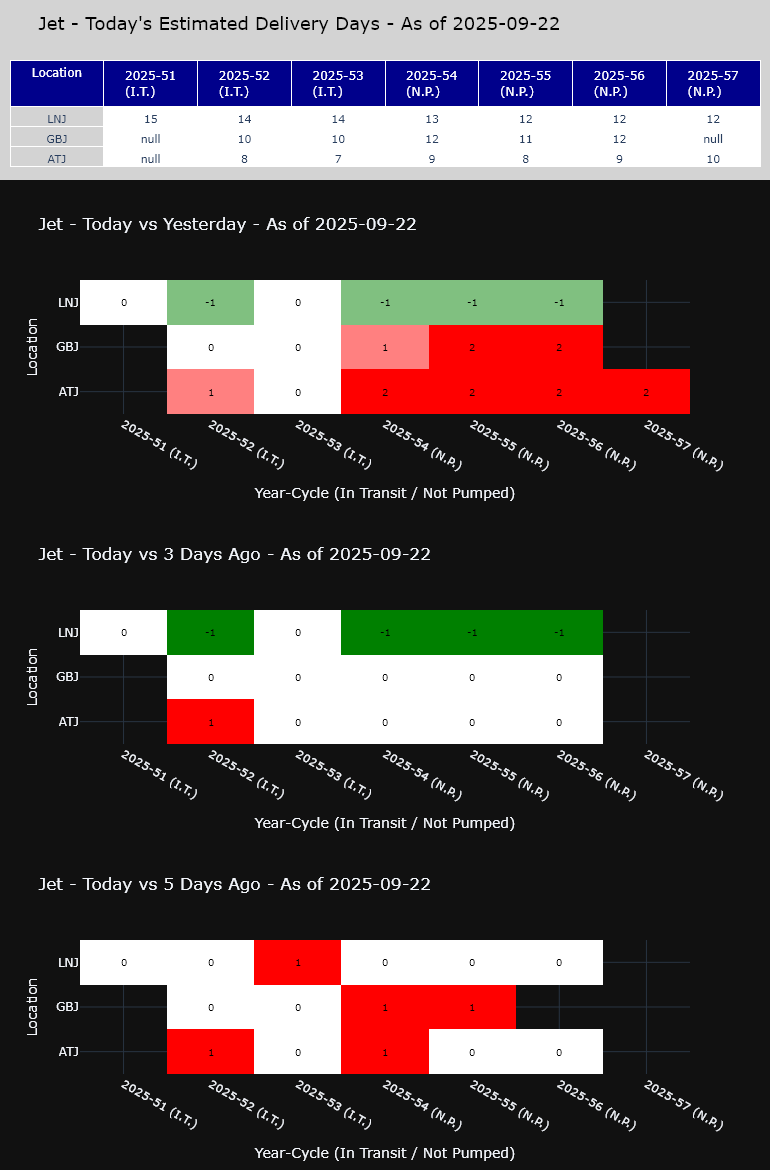 Jet - Today's Estimated Delivery Days - As of 2025-09-22
Location 2025-51 (I.T.) 2025-52 (I.T.) 2025-53 (I.T.) 2025-54 (N.P.) 2025-55 (N.P.) 2025-56 (N.P.) 2025-57 (N.P.)
LNJ 15 14 14 13 12 12 12
GBJ null 10 10 12 11 12 null
ATJ null 8 7 9 8 9 10
Jet - Today vs Yesterday - As of 2025-09-22
Location
LNJ 0 -1 0 -1 -1 -1
GBJ 0 0 1 2 2
ATJ 1 0 2 2 2 2
2025-51 (I.T.) 2025-52 (I.T.) 2025-53 (I.T.) 2025-54 (N.P.) 2025-55 (N.P.) 2025-56 (N.P.) 2025-57 (N.P.)
Year-Cycle (In Transit / Not Pumped)
Jet - Today vs 3 Days Ago - As of 2025-09-22
Location
LNJ 0 -1 0 -1 -1 -1
GBJ 0 0 0 0 0
ATJ 1 0 0 0 0
2025-51 (I.T.) 2025-52 (I.T.) 2025-53 (I.T.) 2025-54 (N.P.) 2025-55 (N.P.) 2025-56 (N.P.) 2025-57 (N.P.)
Year-Cycle (In Transit / Not Pumped)
Jet - Today vs 5 Days Ago - As of 2025-09-22
Location
LNJ 0 0 1 0 0 0
GBJ 0 0 1 1
ATJ 1 0 1 0 0
2025-51 (I.T.) 2025-52 (I.T.) 2025-53 (I.T.) 2025-54 (N.P.) 2025-55 (N.P.) 2025-56 (N.P.) 2025-57 (N.P.)
Year-Cycle (In Transit / Not Pumped)